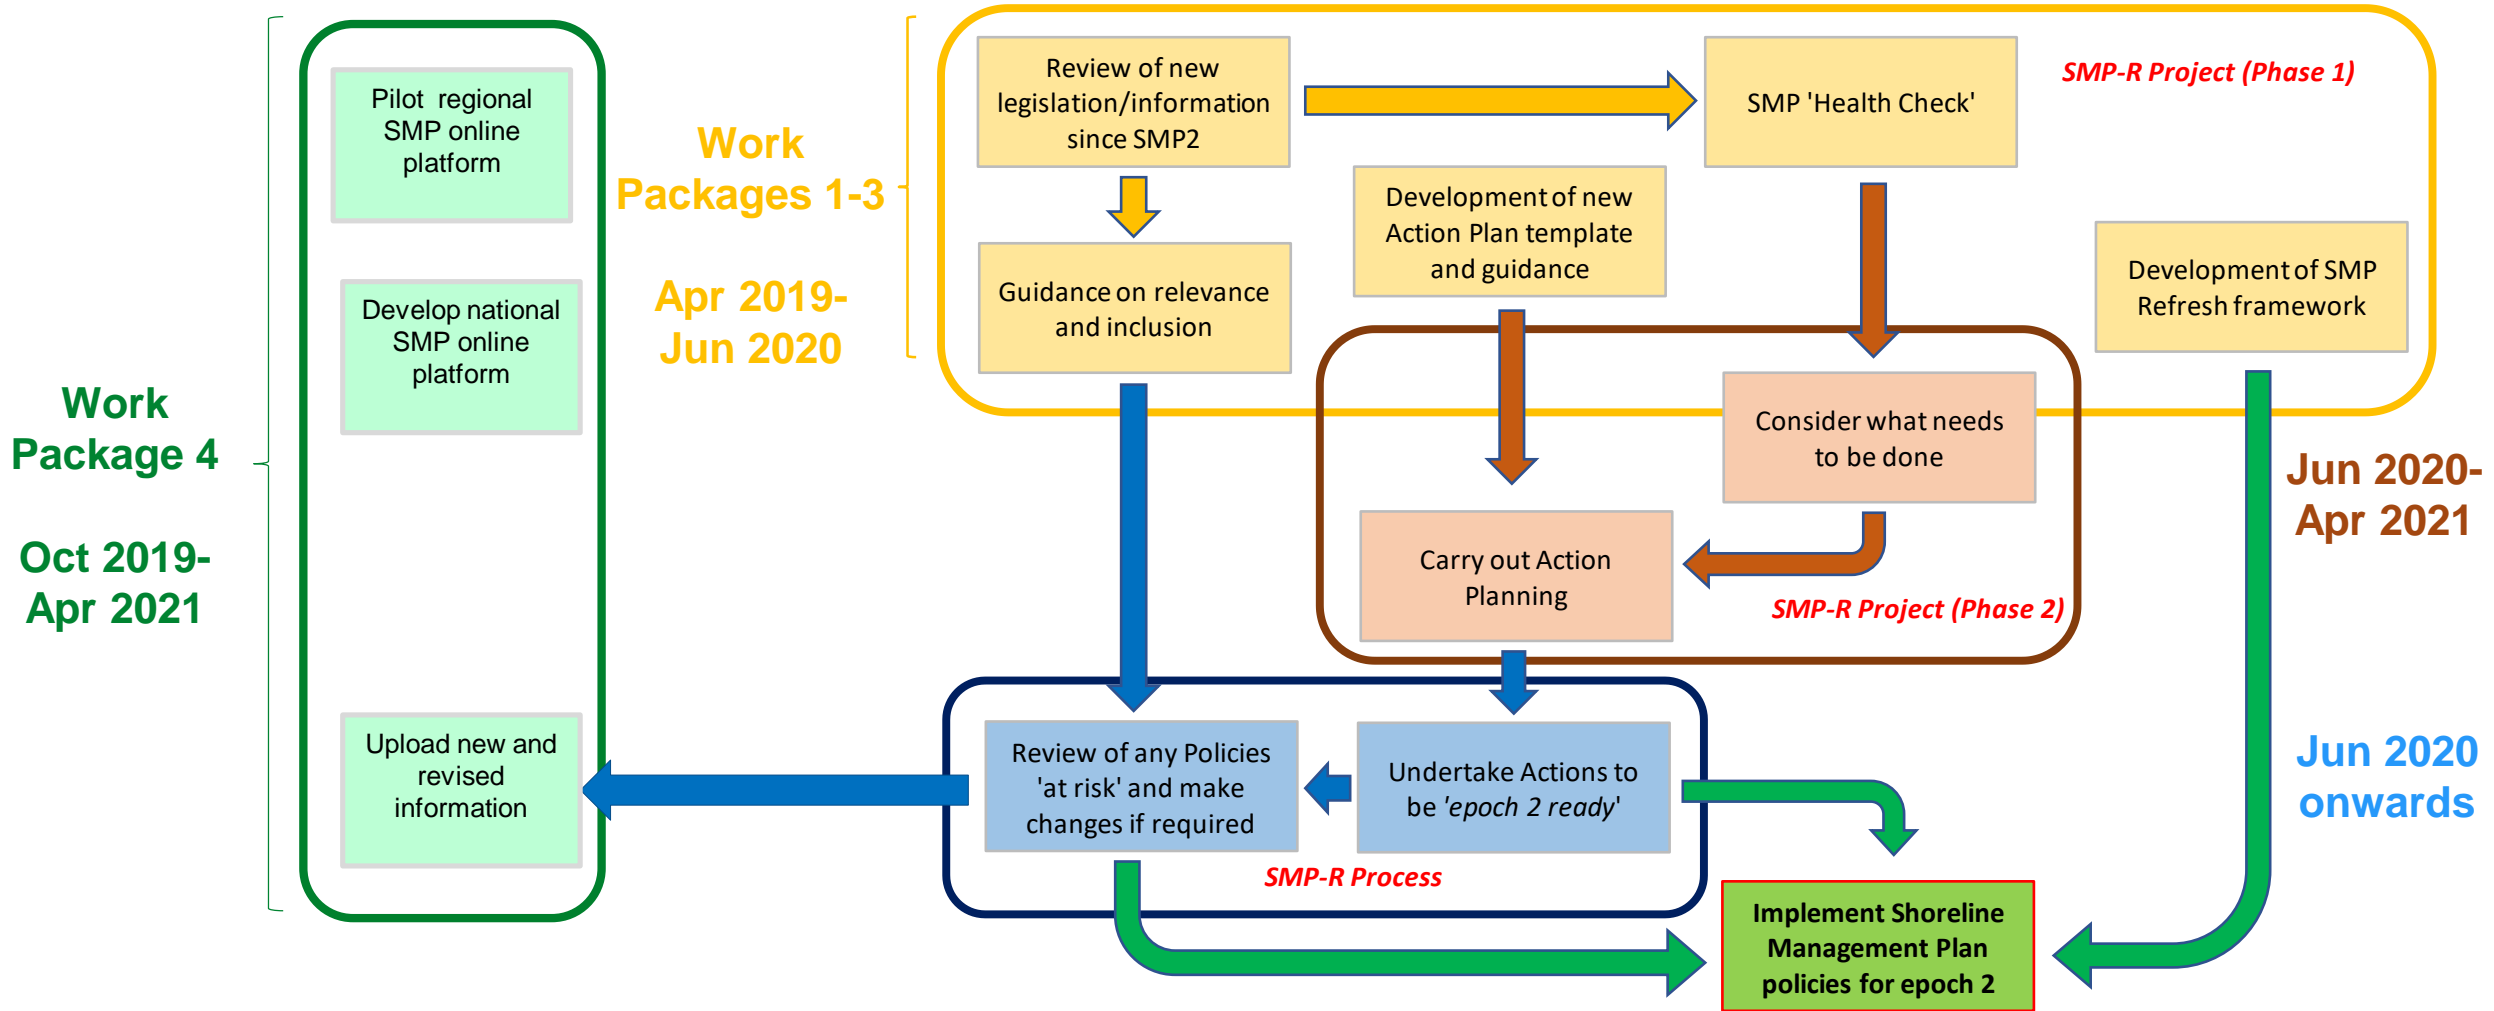 Work
Package 4
Oct 2019-
Apr 2021
Pilot  regional
SMP online
platform
Develop national
SMP online
platform
Upload new and
revised
information
Work
Packages 1-3
Apr 2019-
Jun 2020
Review of new
legislation/information
since SMP2
SMP 'Health Check'
SMP-R Project (Phase 1)
Guidance on relevance
and inclusion
Development of new
Action Plan template
and guidance
Development of SMP
Refresh framework
Consider what needs
to be done
Carry out Action
Planning
SMP-R Project (Phase 2)
Jun 2020-
Apr 2021
Review of any Policies
'at risk' and make
changes if required
Undertake Actions to
be 'epoch 2 ready'
SMP-R Process
Jun 2020
onwards
Implement Shoreline
Management Plan
policies for epoch 2